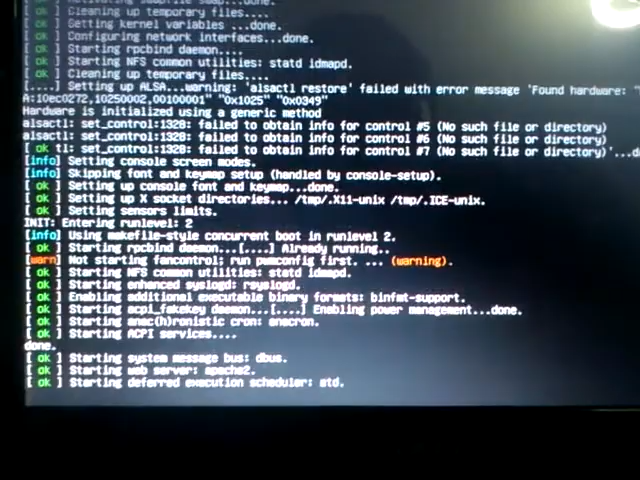 [ ok ] Activating swapfile swap...done.
[ ok ] Cleaning up temporary files....
[ ok ] Setting kernel variables ...done.
[ ok ] Configuring network interfaces...done.
[ ok ] Starting rpcbind daemon....
[ ok ] Starting NFS common utilities: statd idmapd.
[ ok ] Cleaning up temporary files....
[....] Setting up ALSA...warning: 'alsactl restore' failed with error message 'Found hardware: "
A:10ec0272,10250002,00100001" "0x1025" "0x0349"
Hardware is initialized using a generic method
alsactl: set_control:1328: failed to obtain info for control #5 (No such file or directory)
alsactl: set_control:1328: failed to obtain info for control #6 (No such file or directory)
[ ok tl: set_control:1328: failed to obtain info for control #7 (No such file or directory)'...d
[info] Setting console screen modes.
[info] Skipping font and keymap setup (handled by console-setup).
[ ok ] Setting up console font and keymap...done.
[ ok ] Setting up X socket directories... /tmp/.X11-unix /tmp/.ICE-unix.
[ ok ] Setting sensors limits.
INIT: Entering runlevel: 2
[info] Using makefile-style concurrent boot in runlevel 2.
[ ok ] Starting rpcbind daemon...[....] Already running..
[warn] Not starting fancontrol; run pwmconfig first. ... (warning).
[ ok ] Starting NFS common utilities: statd idmapd.
[ ok ] Starting enhanced syslogd: rsyslogd.
[ ok ] Enabling additional executable binary formats: binfmt-support.
[ ok ] Starting acpi_fakekey daemon...[....] Enabling power management...done.
[ ok ] Starting anac(h)ronistic cron: anacron.
[ ok ] Starting ACPI services....
done.
[ ok ] Starting system message bus: dbus.
[ ok ] Starting web server: apache2.
[ ok ] Starting deferred execution scheduler: atd.